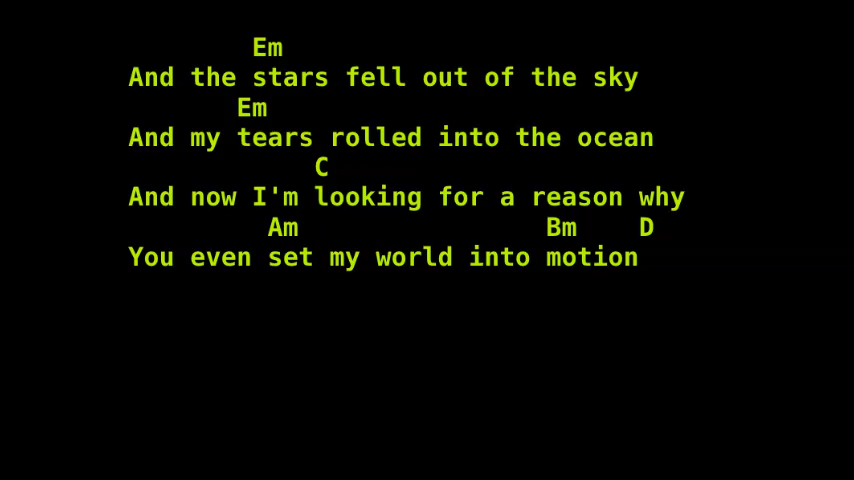 Em
And the stars fell out of the sky
       Em
And my tears rolled into the ocean
            C
And now I'm looking for a reason why
         Am                Bm    D
You even set my world into motion